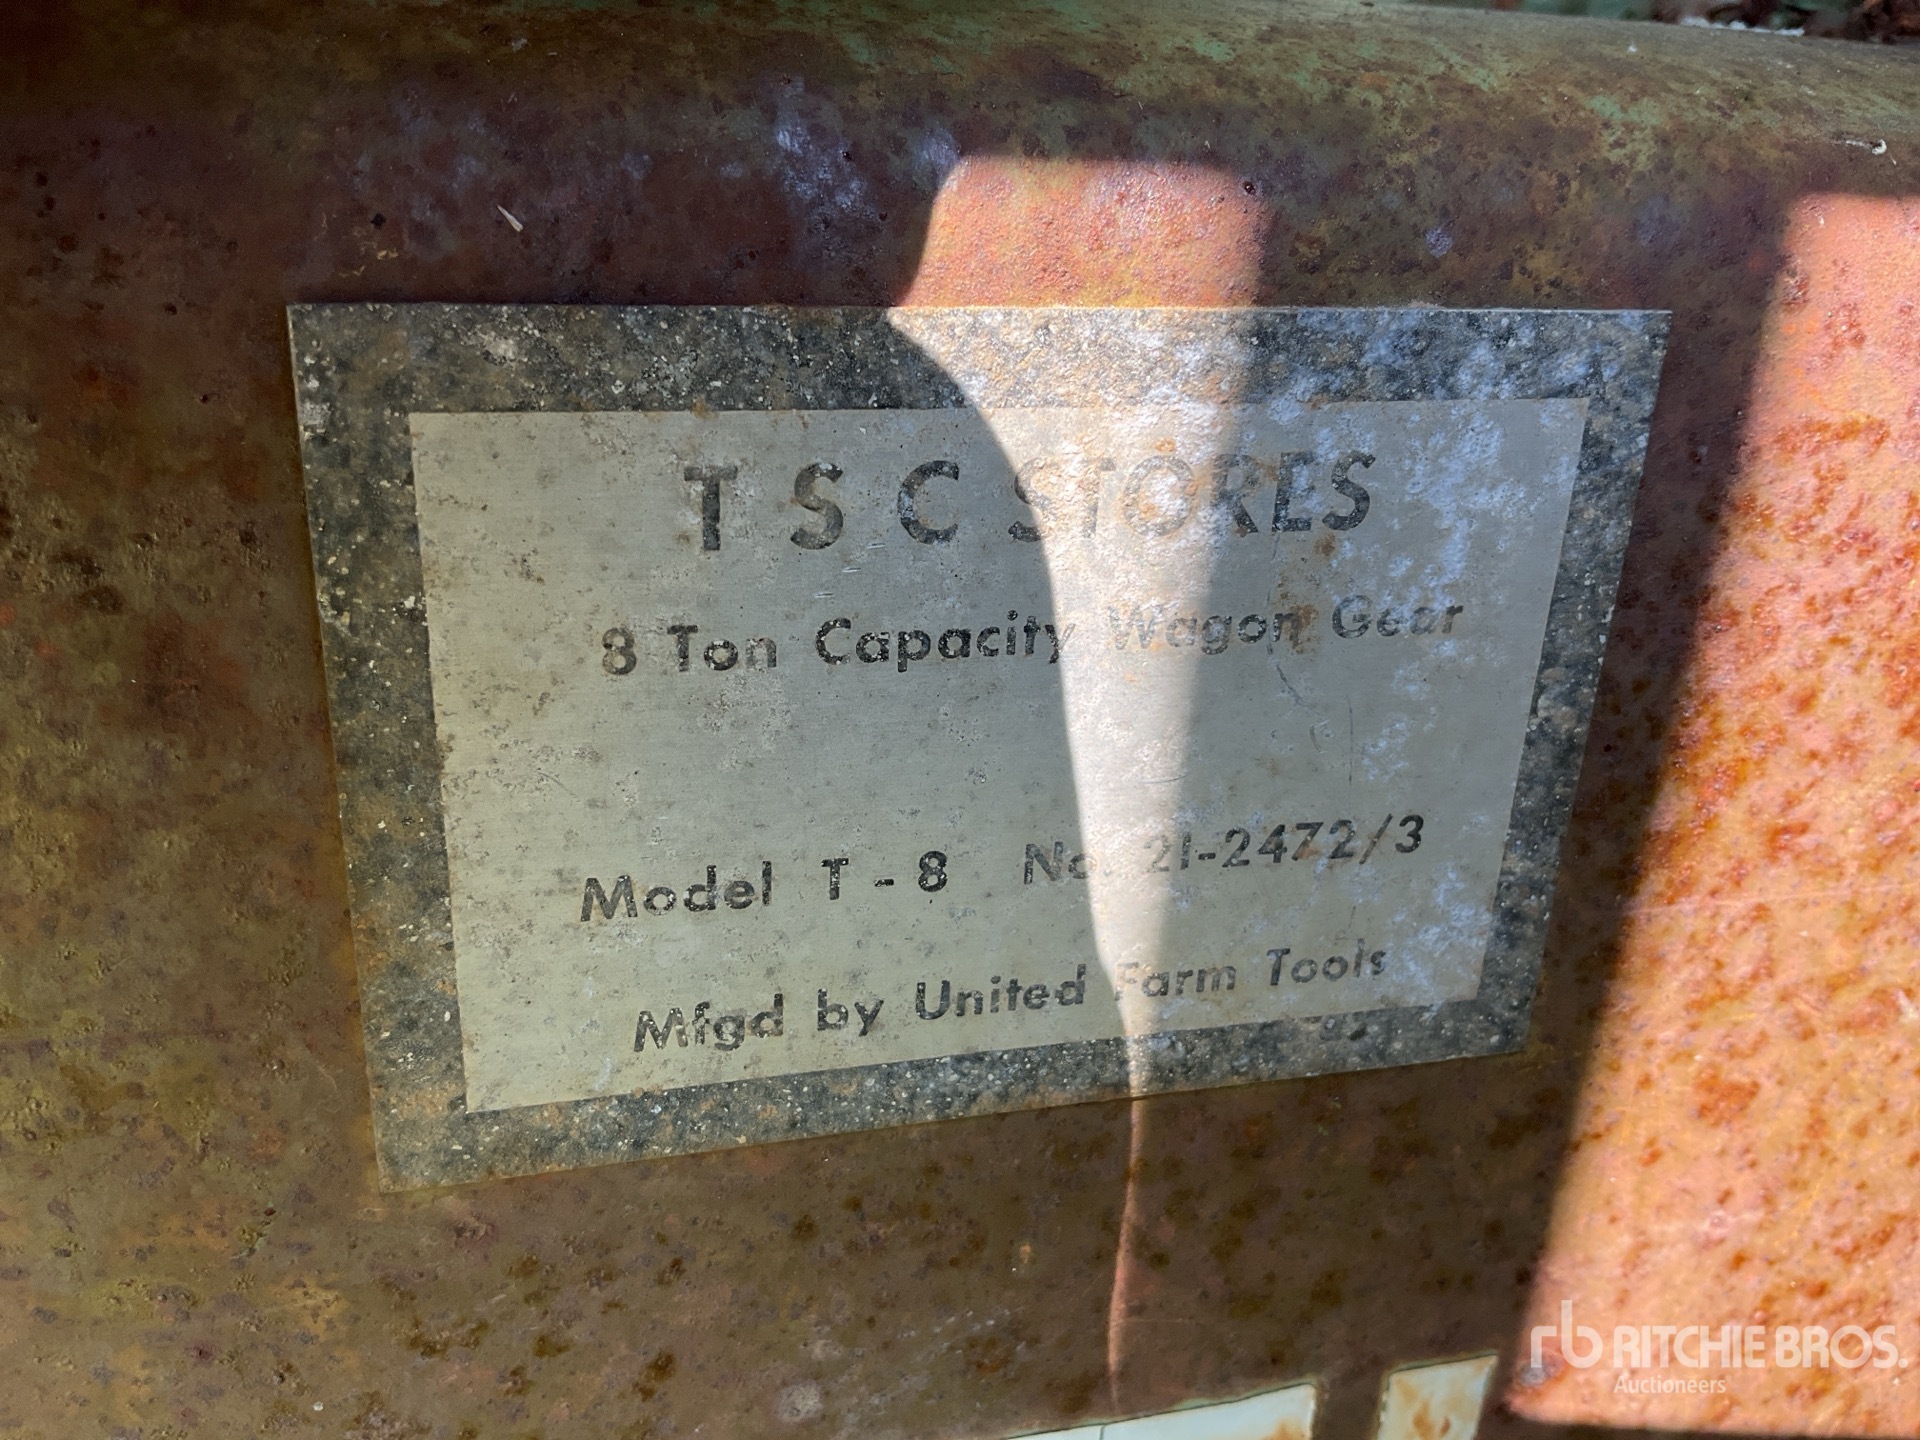 T S C STORES
8 Ton Capacity Wagon Gear
Model T-8 No. 21-2472/3
Mfgd by United Farm Tools
rb RITCHIE BROS.
Auctioneers